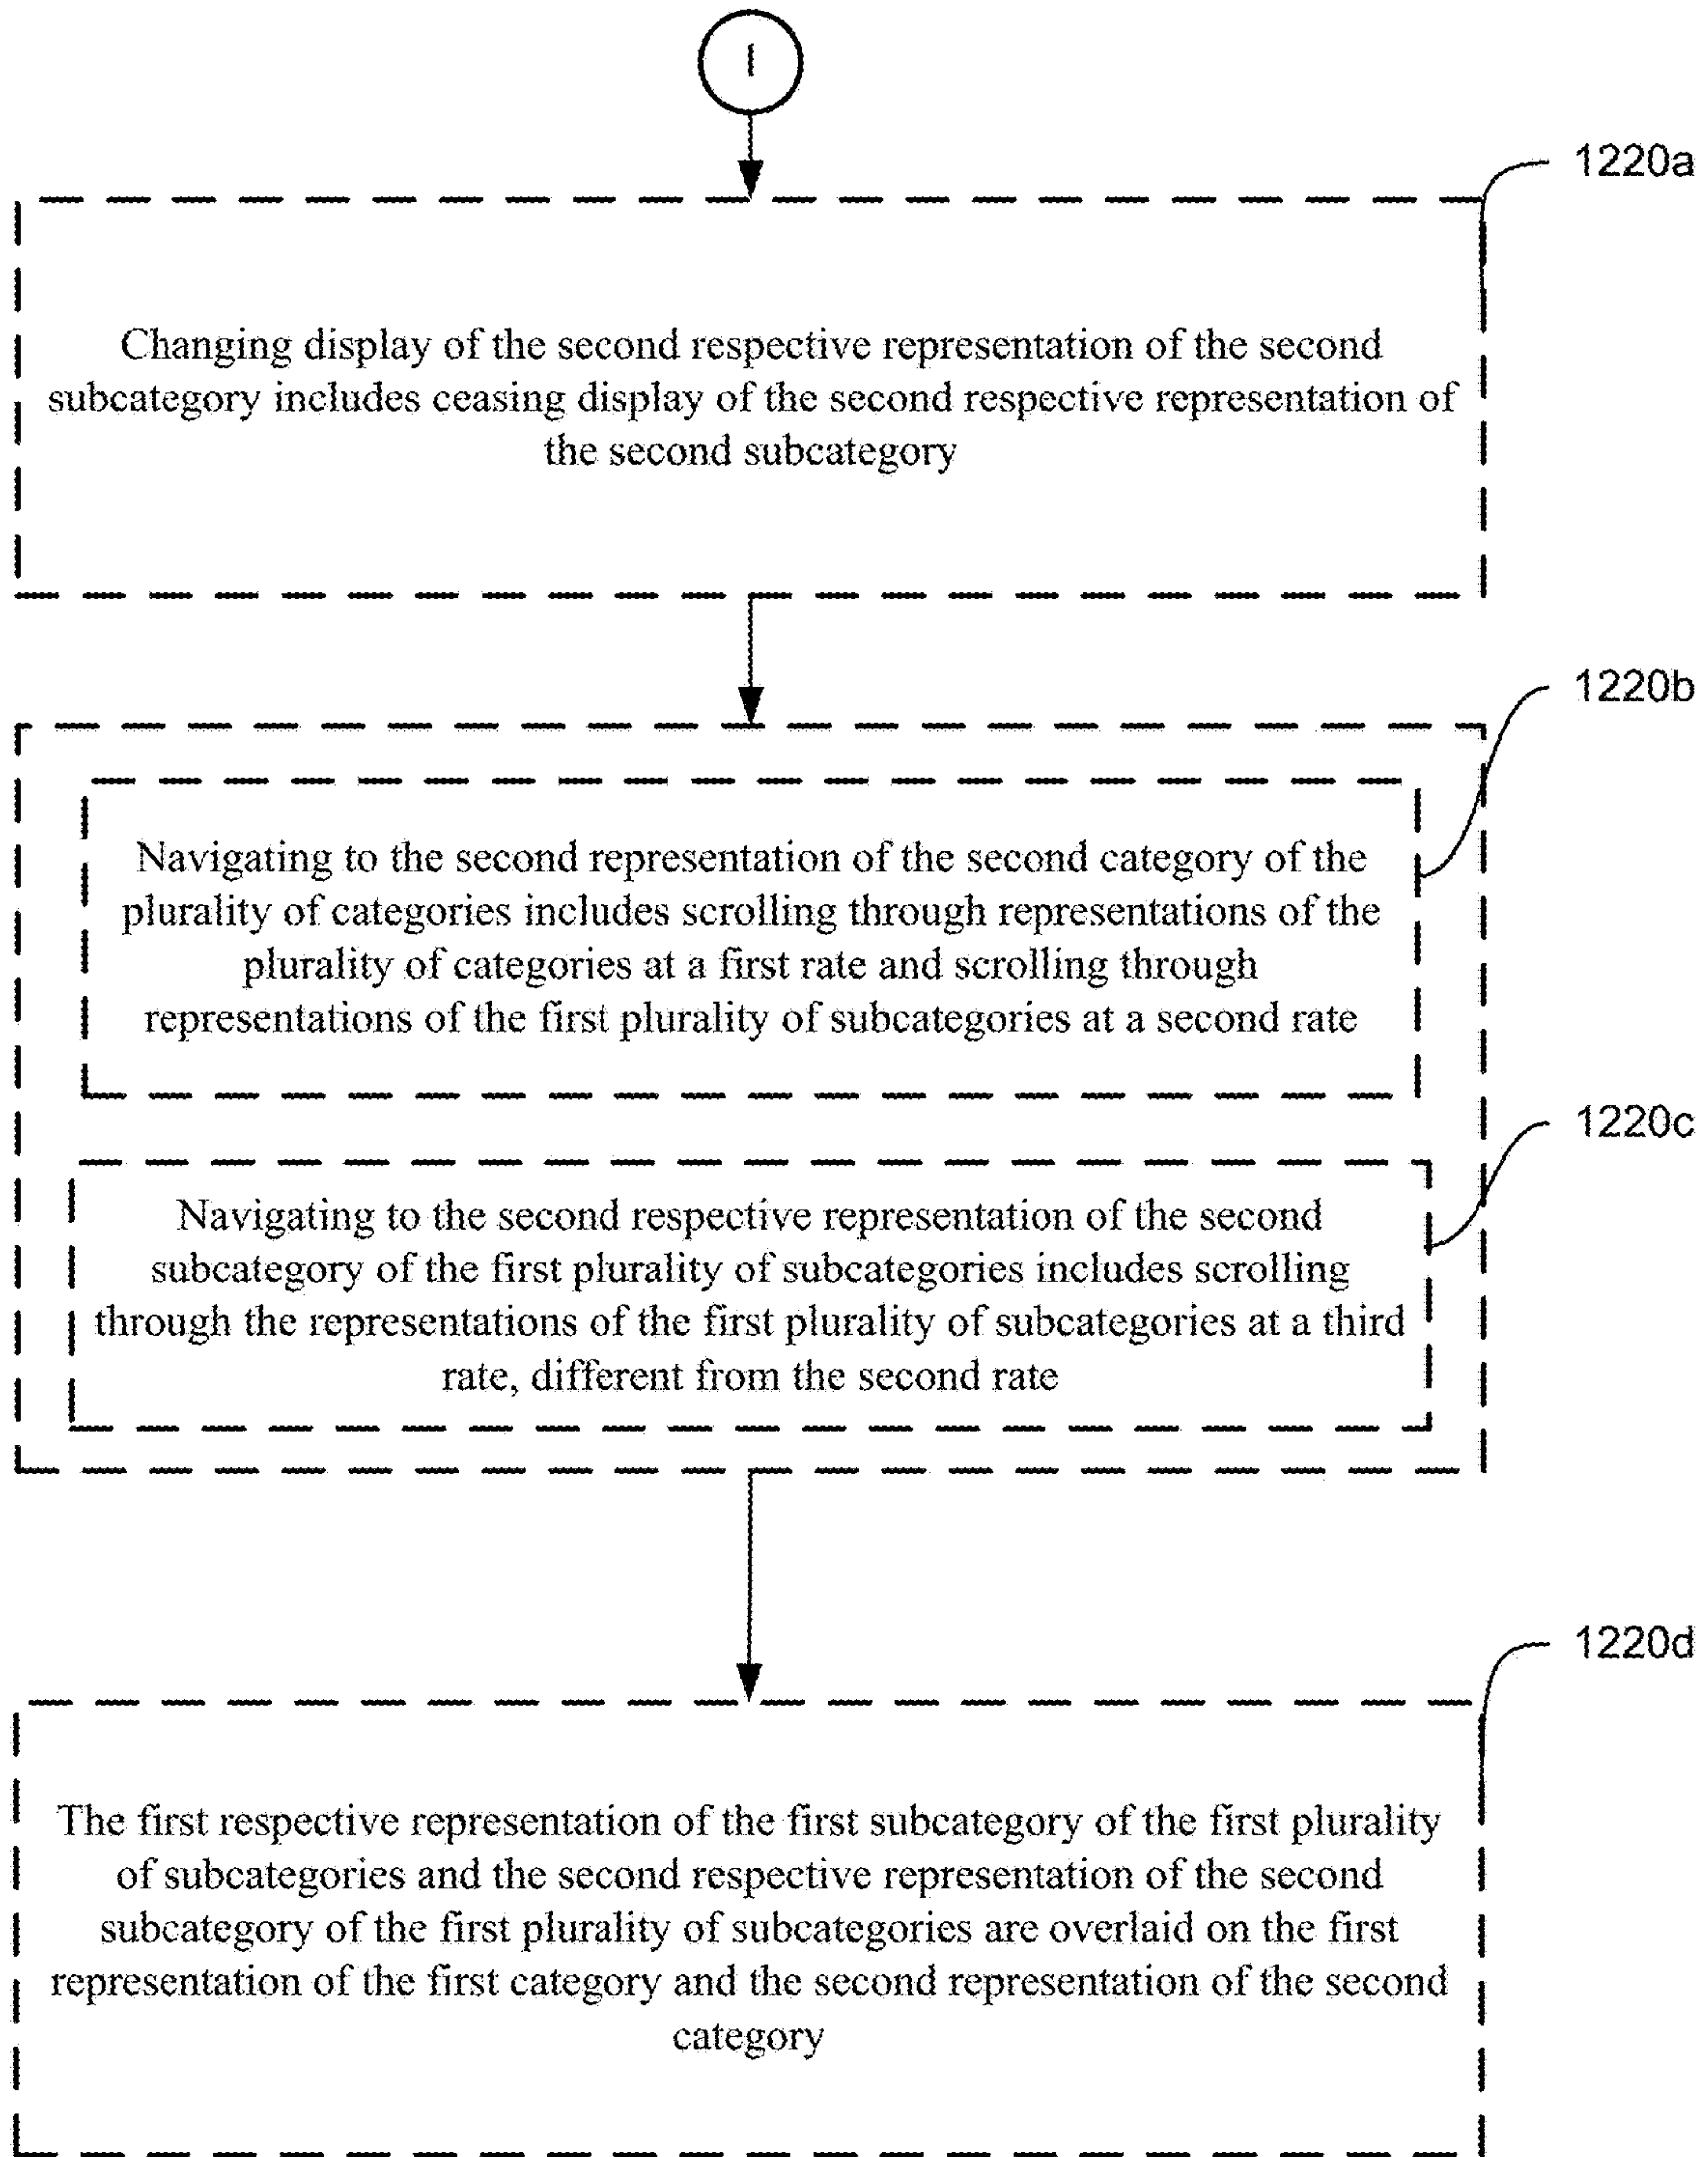 I
1220a
Changing display of the second respective representation of the second
subcategory includes ceasing display of the second respective representation of
the second subcategory
1220b
Navigating to the second representation of the second category of the
plurality of categories includes scrolling through representations of the
plurality of categories at a first rate and scrolling through
representations of the first plurality of subcategories at a second rate
1220c
Navigating to the second respective representation of the second
subcategory of the first plurality of subcategories includes scrolling
through the representations of the first plurality of subcategories at a third
rate, different from the second rate
1220d
The first respective representation of the first subcategory of the first plurality
of subcategories and the second respective representation of the second
subcategory of the first plurality of subcategories are overlaid on the first
representation of the first category and the second representation of the second
category